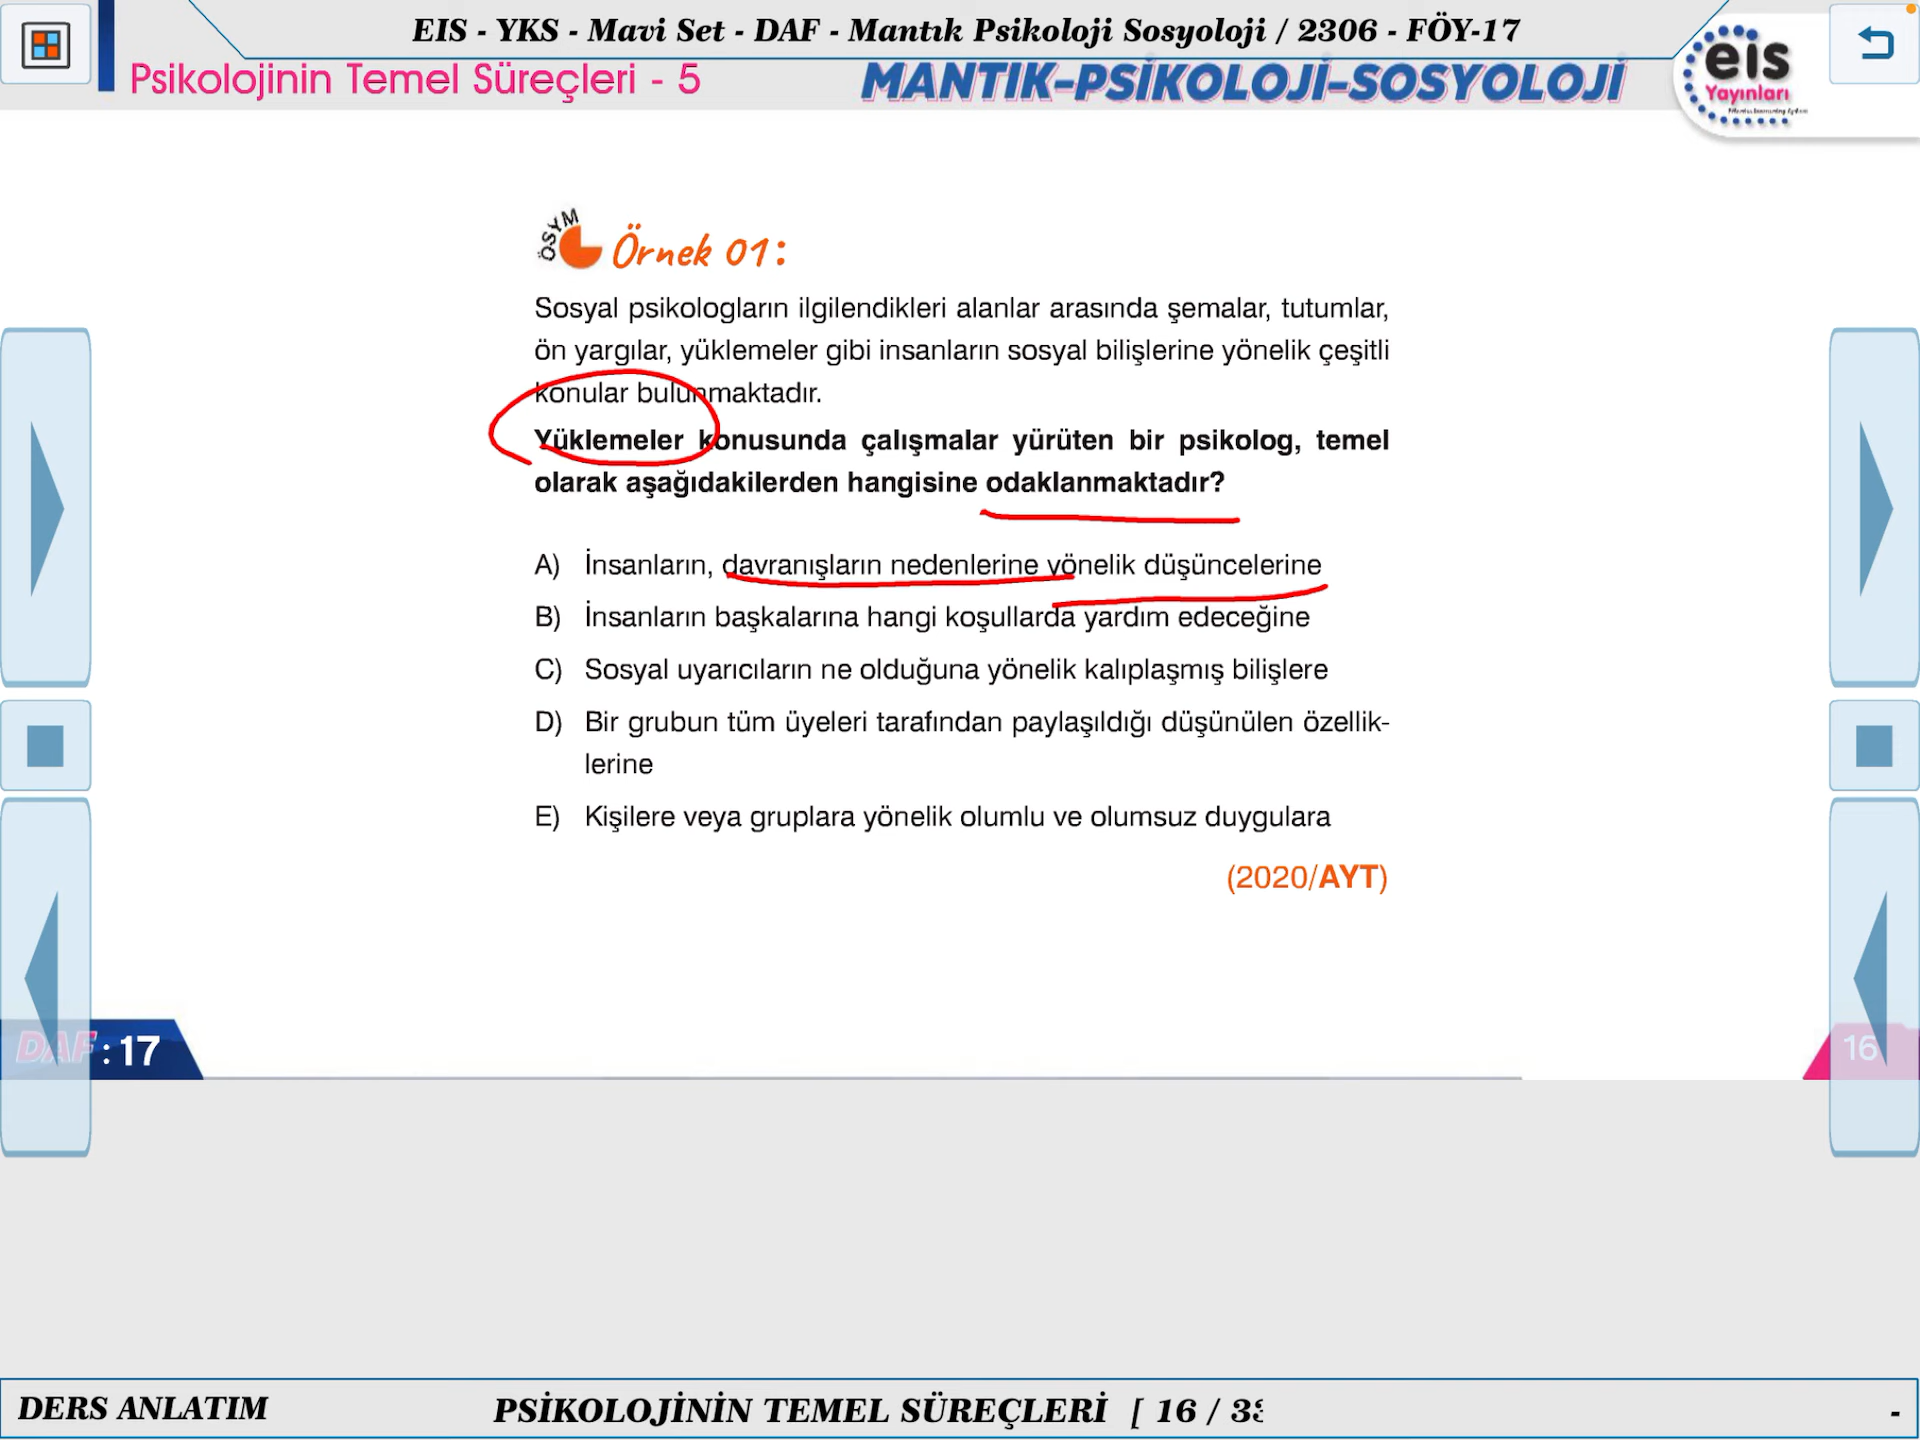 EIS - YKS - Mavi Set - DAF - Mantık Psikoloji Sosyoloji / 2306 - FÖY-17
Psikolojinin Temel Süreçleri - 5
MANTIK-PSİKOLOJİ-SOSYOLOJİ
eis
Yayınları
ÖSYM
Örnek 01:
Sosyal psikologların ilgilendikleri alanlar arasında şemalar, tutumlar,
ön yargılar, yüklemeler gibi insanların sosyal bilişlerine yönelik çeşitli
konular bulunmaktadır.
Yüklemeler konusunda çalışmalar yürüten bir psikolog, temel
olarak aşağıdakilerden hangisine odaklanmaktadır?
A) İnsanların, davranışların nedenlerine yönelik düşüncelerine
B) İnsanların başkalarına hangi koşullarda yardım edeceğine
C) Sosyal uyarıcıların ne olduğuna yönelik kalıplaşmış bilişlere
D) Bir grubun tüm üyeleri tarafından paylaşıldığı düşünülen özellik-
lerine
E) Kişilere veya gruplara yönelik olumlu ve olumsuz duygulara
(2020/AYT)
DAF : 17
16
DERS ANLATIM
PSİKOLOJİNİN TEMEL SÜREÇLERİ [ 16 / 3
-